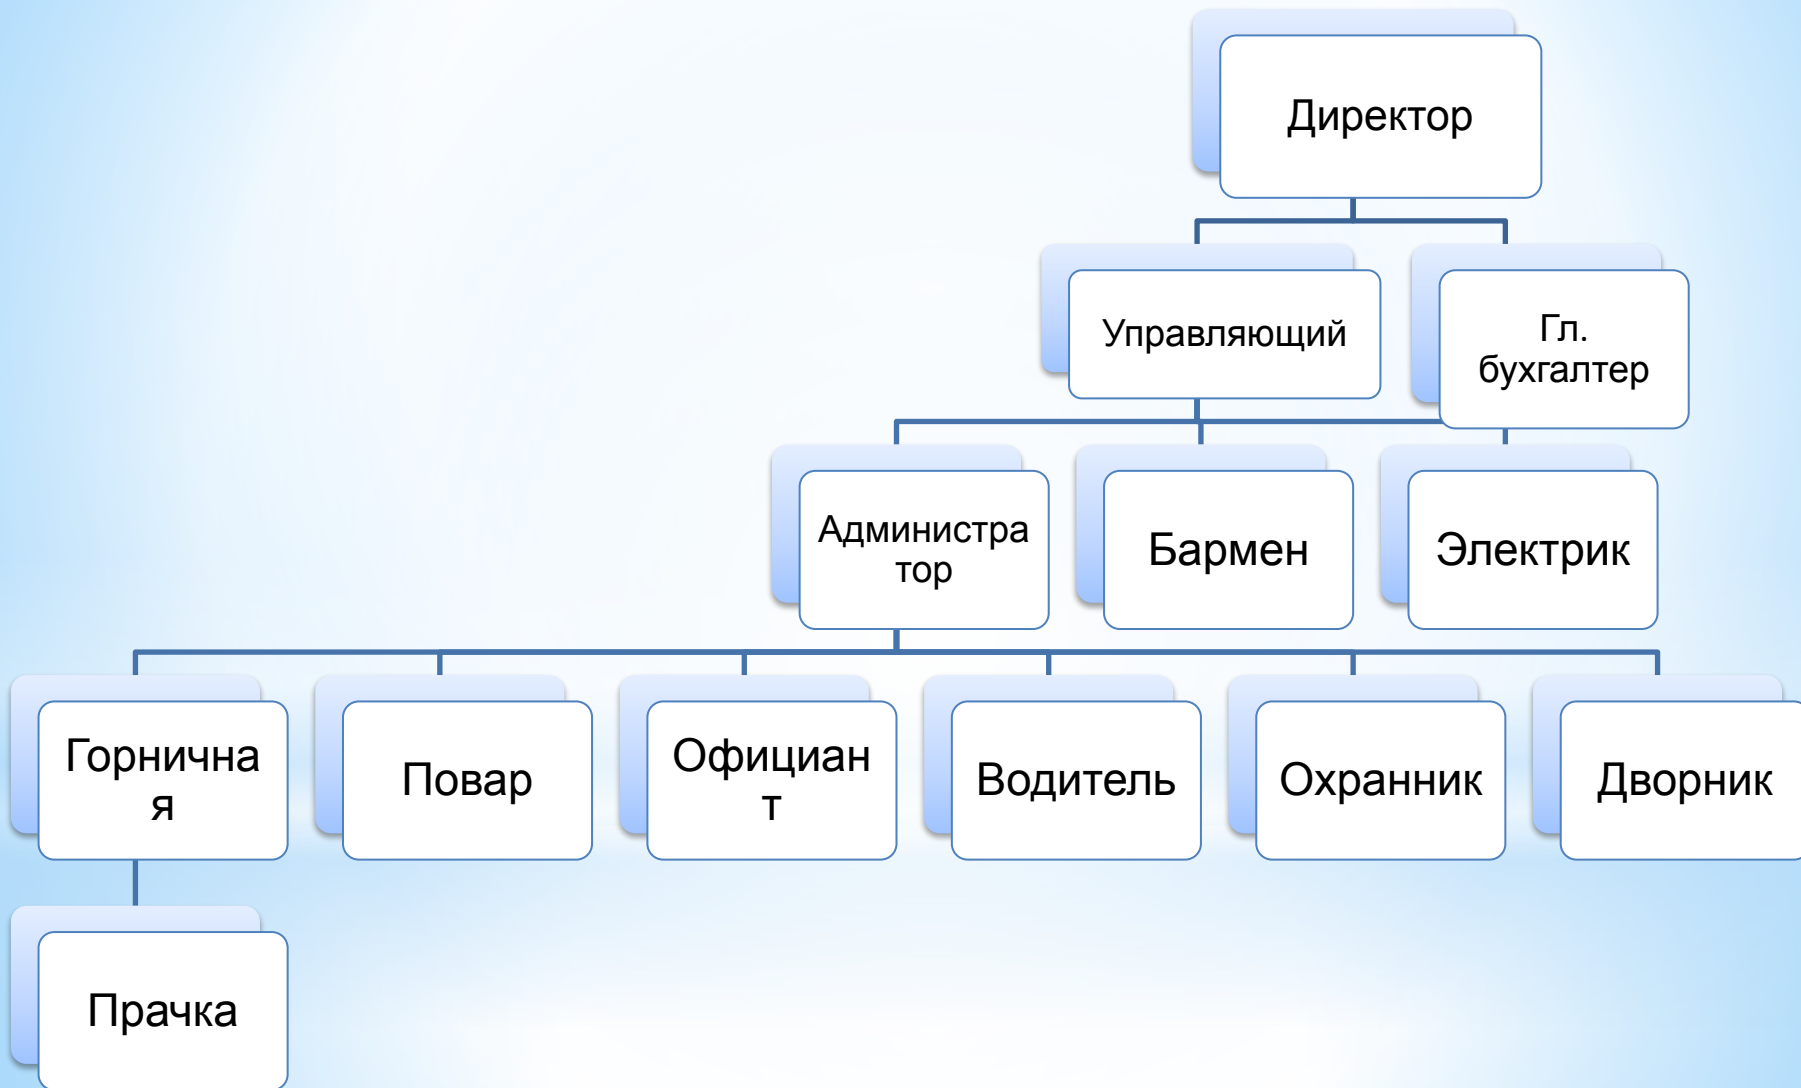 Директор
Управляющий
Гл.
бухгалтер
Администра
тор
Бармен
Электрик
Горнична
я
Повар
Официан
т
Водитель
Охранник
Дворник
Прачка